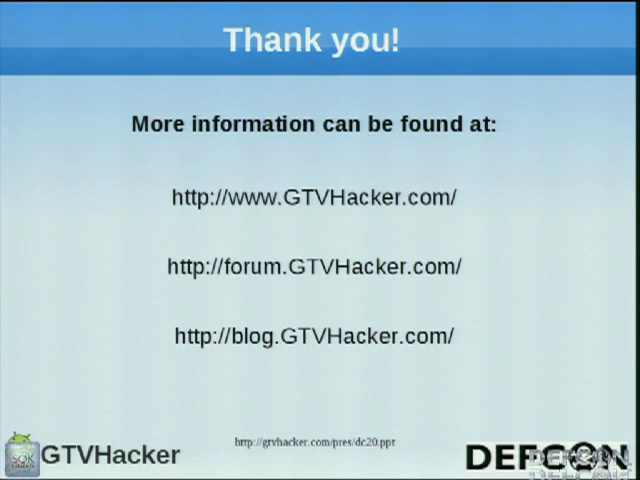 Thank you!
More information can be found at:
http://www.GTVHacker.com/
http://forum.GTVHacker.com/
http://blog.GTVHacker.com/
http://gtvhacker.com/pres/dc20.ppt
GTVHacker
DEFCON
DEFCON